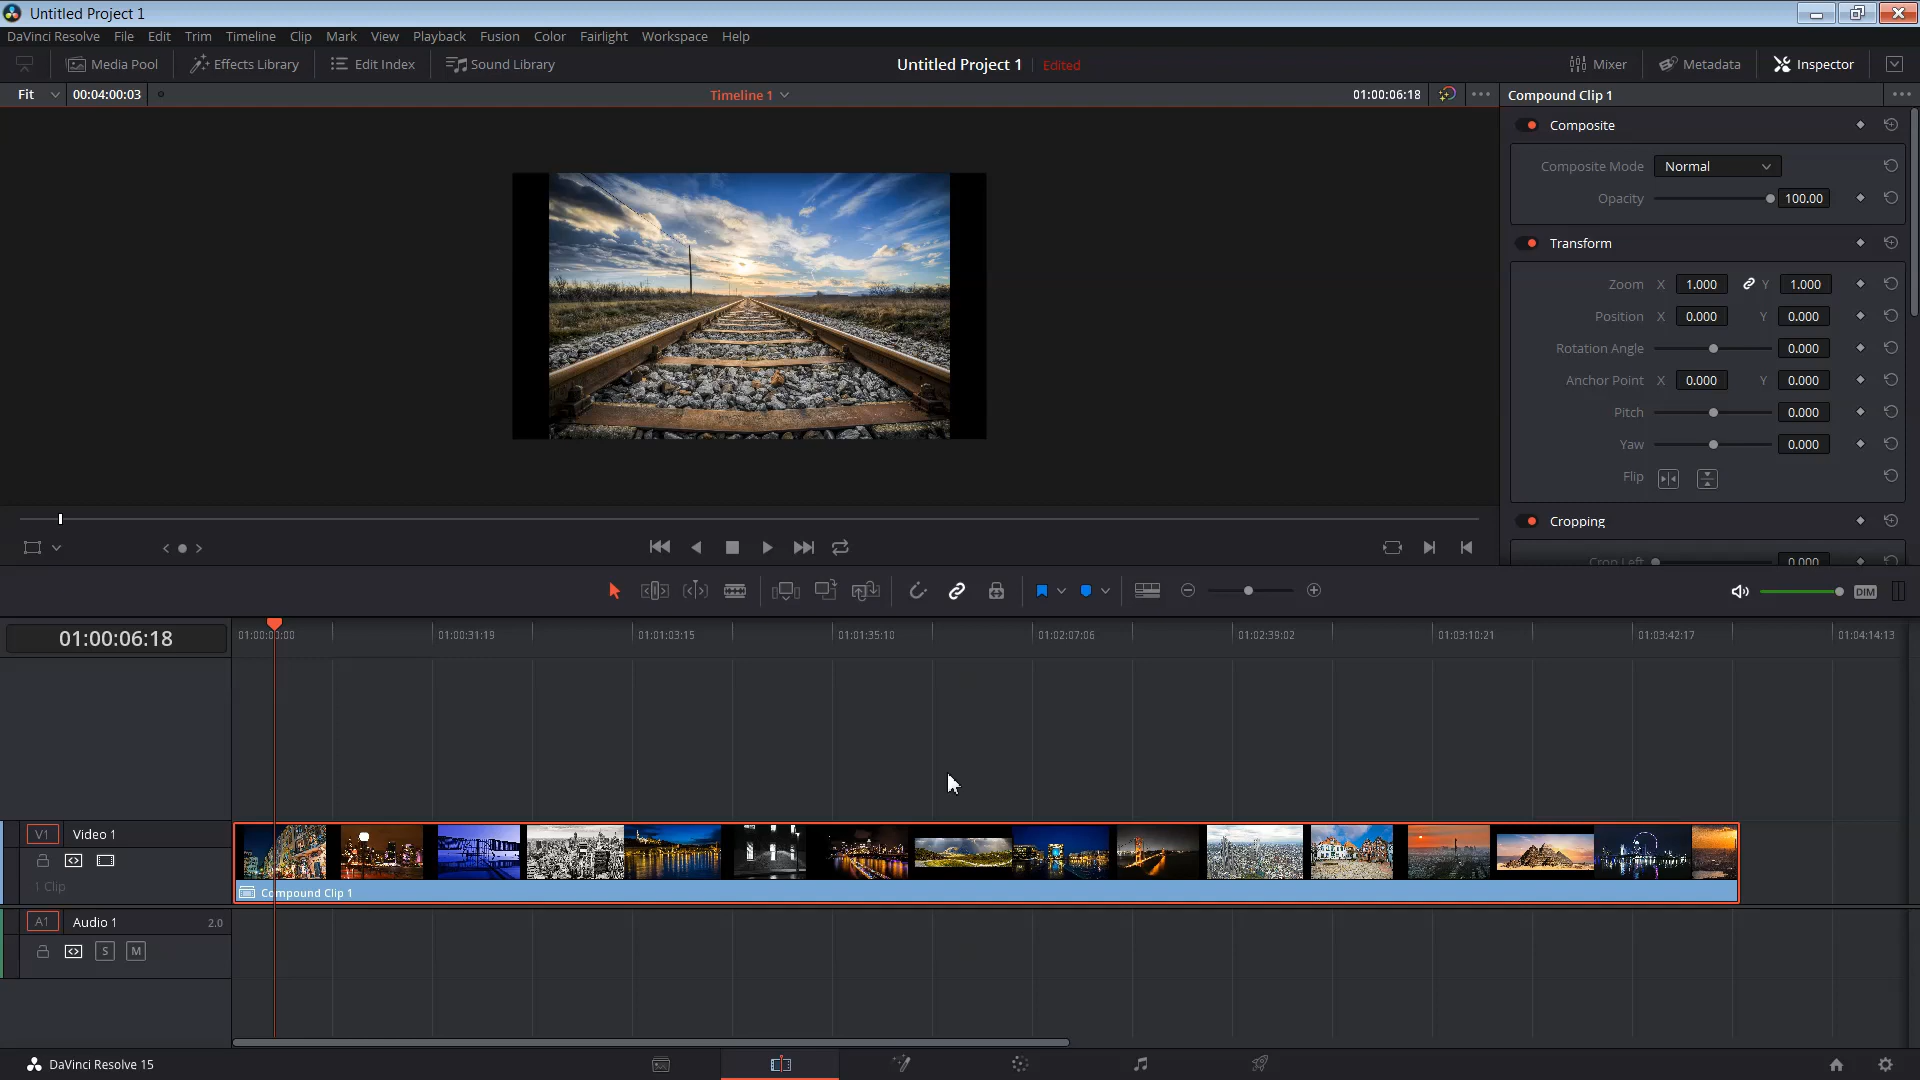 Untitled Project 1
DaVinci Resolve File Edit Trim Timeline Clip Mark View Playback Fusion Color Fairlight Workspace Help
Media Pool Effects Library Edit Index Sound Library Untitled Project 1 Edited Mixer Metadata Inspector
Fit 00:04:00:03 Timeline 1 01:00:06:18 Compound Clip 1
Composite
Composite Mode Normal
Opacity 100.00
Transform
Zoom X 1.000 Y 1.000
Position X 0.000 Y 0.000
Rotation Angle 0.000
Anchor Point X 0.000 Y 0.000
Pitch 0.000
Yaw 0.000
Flip
Cropping
Crop Left 0.000
DIM
01:00:06:18 01:00:00:00 01:00:31:19 01:01:03:15 01:01:35:10 01:02:07:06 01:02:39:02 01:03:10:21 01:03:42:17 01:04:14:13
V1 Video 1
1 Clip
Compound Clip 1
A1 Audio 1 2.0
S M
DaVinci Resolve 15